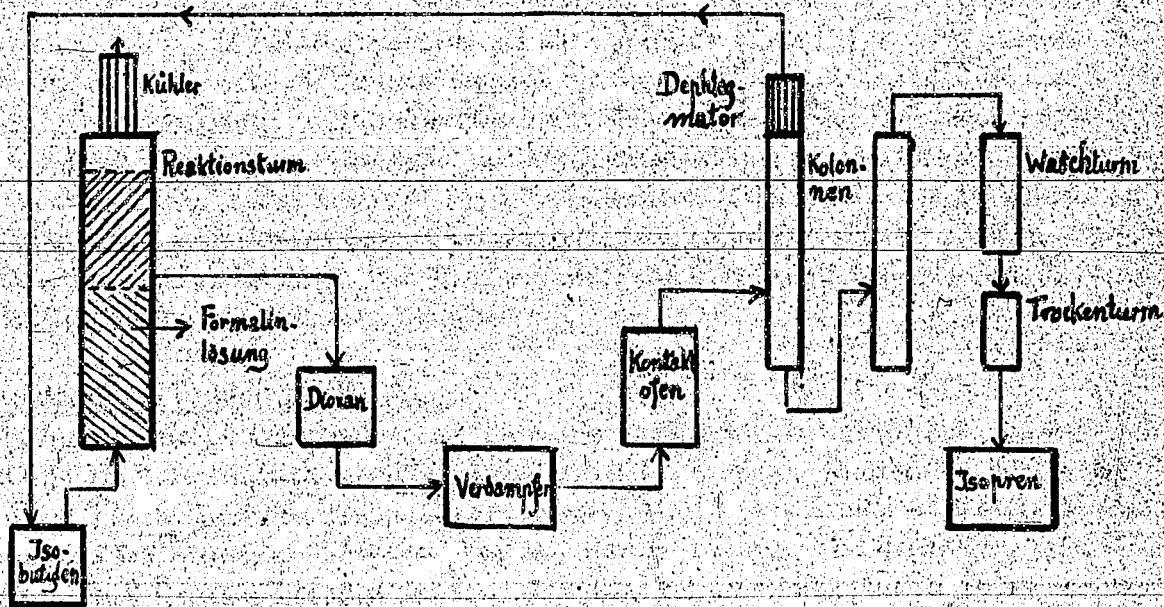 Kühler
Dephleg-
mator
Reaktionsturm
Kolon-
nen
Waschturm
Formalin-
lösung
Trockenturm
Kontakt
ofen
Dioxan
Verdampfer
Isopren
Iso-
butylen